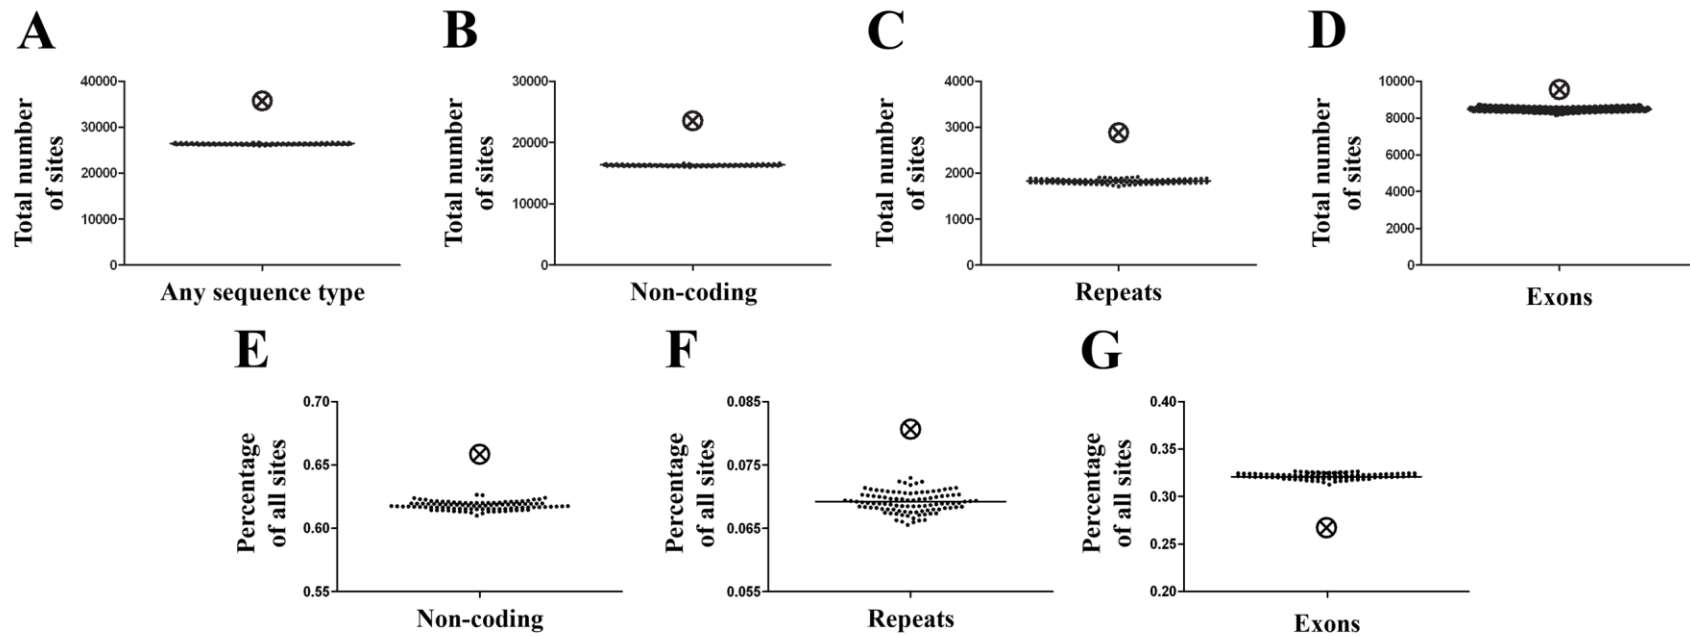 A
B
C
D
Total number
of sites
40000
30000
20000
10000
0
Any sequence type
Total number
of sites
30000
20000
10000
0
Non-coding
Total number
of sites
4000
3000
2000
1000
0
Repeats
Total number
of sites
10000
8000
6000
4000
2000
0
Exons
E
F
G
Percentage
of all sites
0.70
0.65
0.60
0.55
Non-coding
Percentage
of all sites
0.085
0.075
0.065
0.055
Repeats
Percentage
of all sites
0.40
0.35
0.30
0.25
0.20
Exons